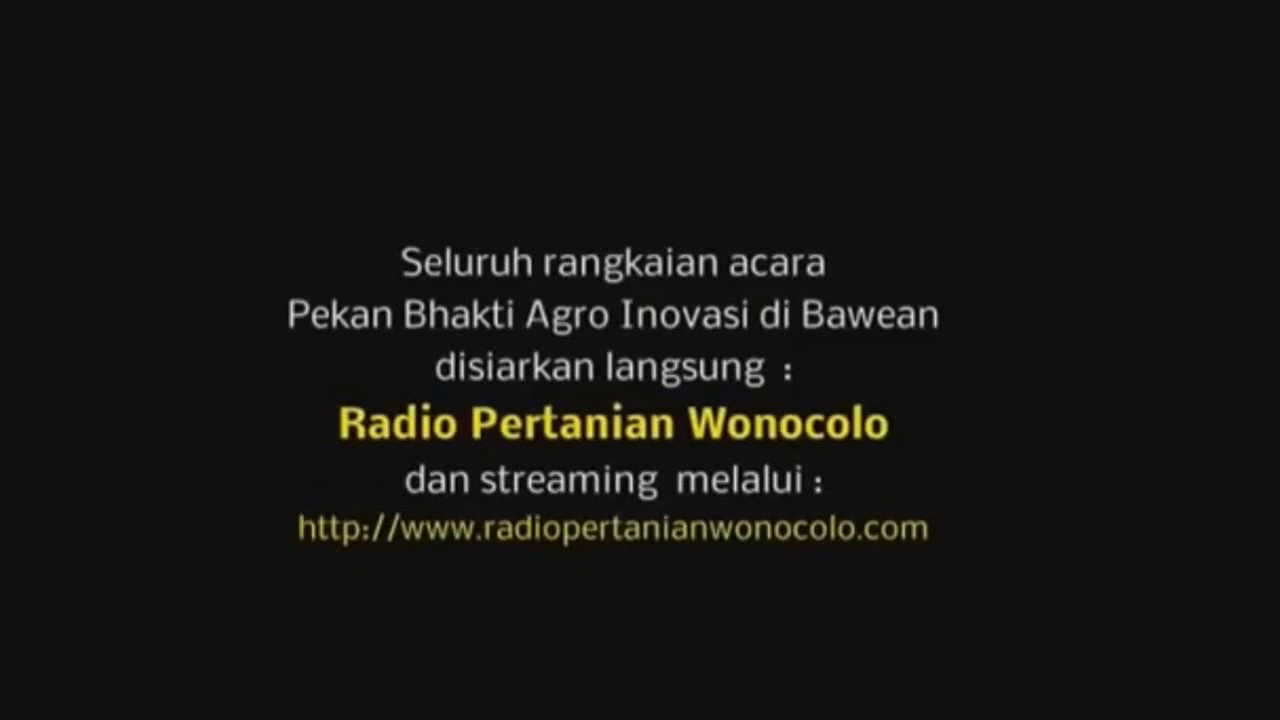 Seluruh rangkaian acara
Pekan Bhakti Agro Inovasi di Bawean
disiarkan langsung :
Radio Pertanian Wonocolo
dan streaming melalui :
http://www.radiopertanianwonocolo.com